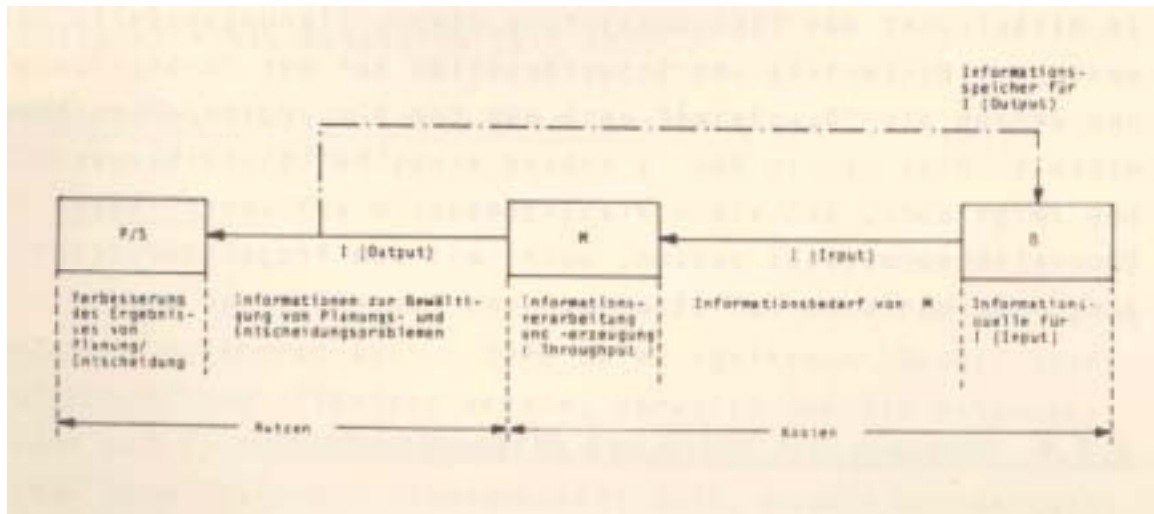 Informations-
speicher für
I (Output)
P/S
I (Output)
M
I (Input)
Verbesserung
des Ergebnis-
ses von
Planung/
Entscheidung
Informationen zur Bewälti-
gung von Planungs- und
Entscheidungsproblemen
Informations-
verarbeitung
und -erzeugung
Throughput
Informationsbedarf von M
Informations-
quelle für
I (Input)
Nutzen
Kosten